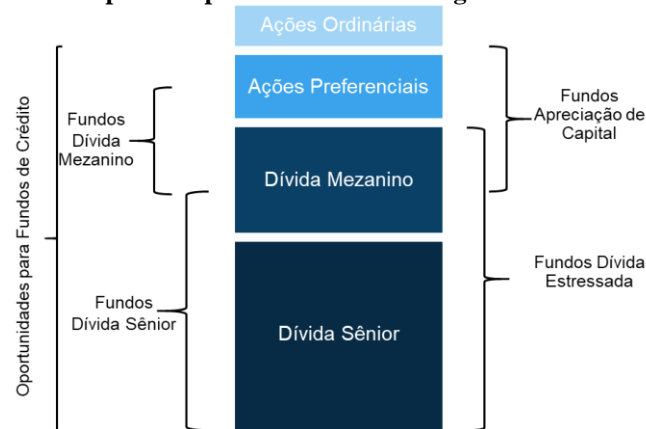 Ações Ordinárias
Ações Preferenciais
Dívida Mezanino
Dívida Sênior
Oportunidades para Fundos de Crédito
Fundos
Dívida
Mezanino
Fundos
Dívida Sênior
Fundos
Apreciação de
Capital
Fundos Dívida
Estressada